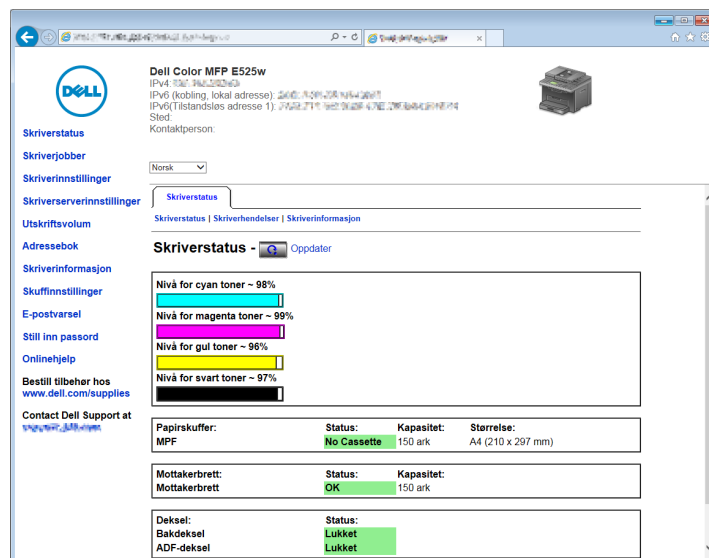 DELL
Dell Color MFP E525w
IPv4:
IPv6 (kobling, lokal adresse):
IPv6(Tilstandsløs adresse 1):
Sted:
Kontaktperson:
Norsk
Skriverstatus
Skriverjobber
Skriverinnstillinger
Skriverserverinnstillinger
Utskriftsvolum
Adressebok
Skriverinformasjon
Skuffinnstillinger
E-postvarsel
Still inn passord
Onlinehjelp
Bestill tilbehør hos
www.dell.com/supplies
Contact Dell Support at
Skriverstatus
Skriverstatus | Skriverhendelser | Skriverinformasjon
Skriverstatus - Oppdater
Nivå for cyan toner ~ 98%
Nivå for magenta toner ~ 99%
Nivå for gul toner ~ 96%
Nivå for svart toner ~ 97%
Papirskuffer: Status: Kapasitet: Størrelse:
MPF No Cassette 150 ark A4 (210 x 297 mm)
Mottakerbrett: Status: Kapasitet:
Mottakerbrett OK 150 ark
Deksel: Status:
Bakdeksel Lukket
ADF-deksel Lukket